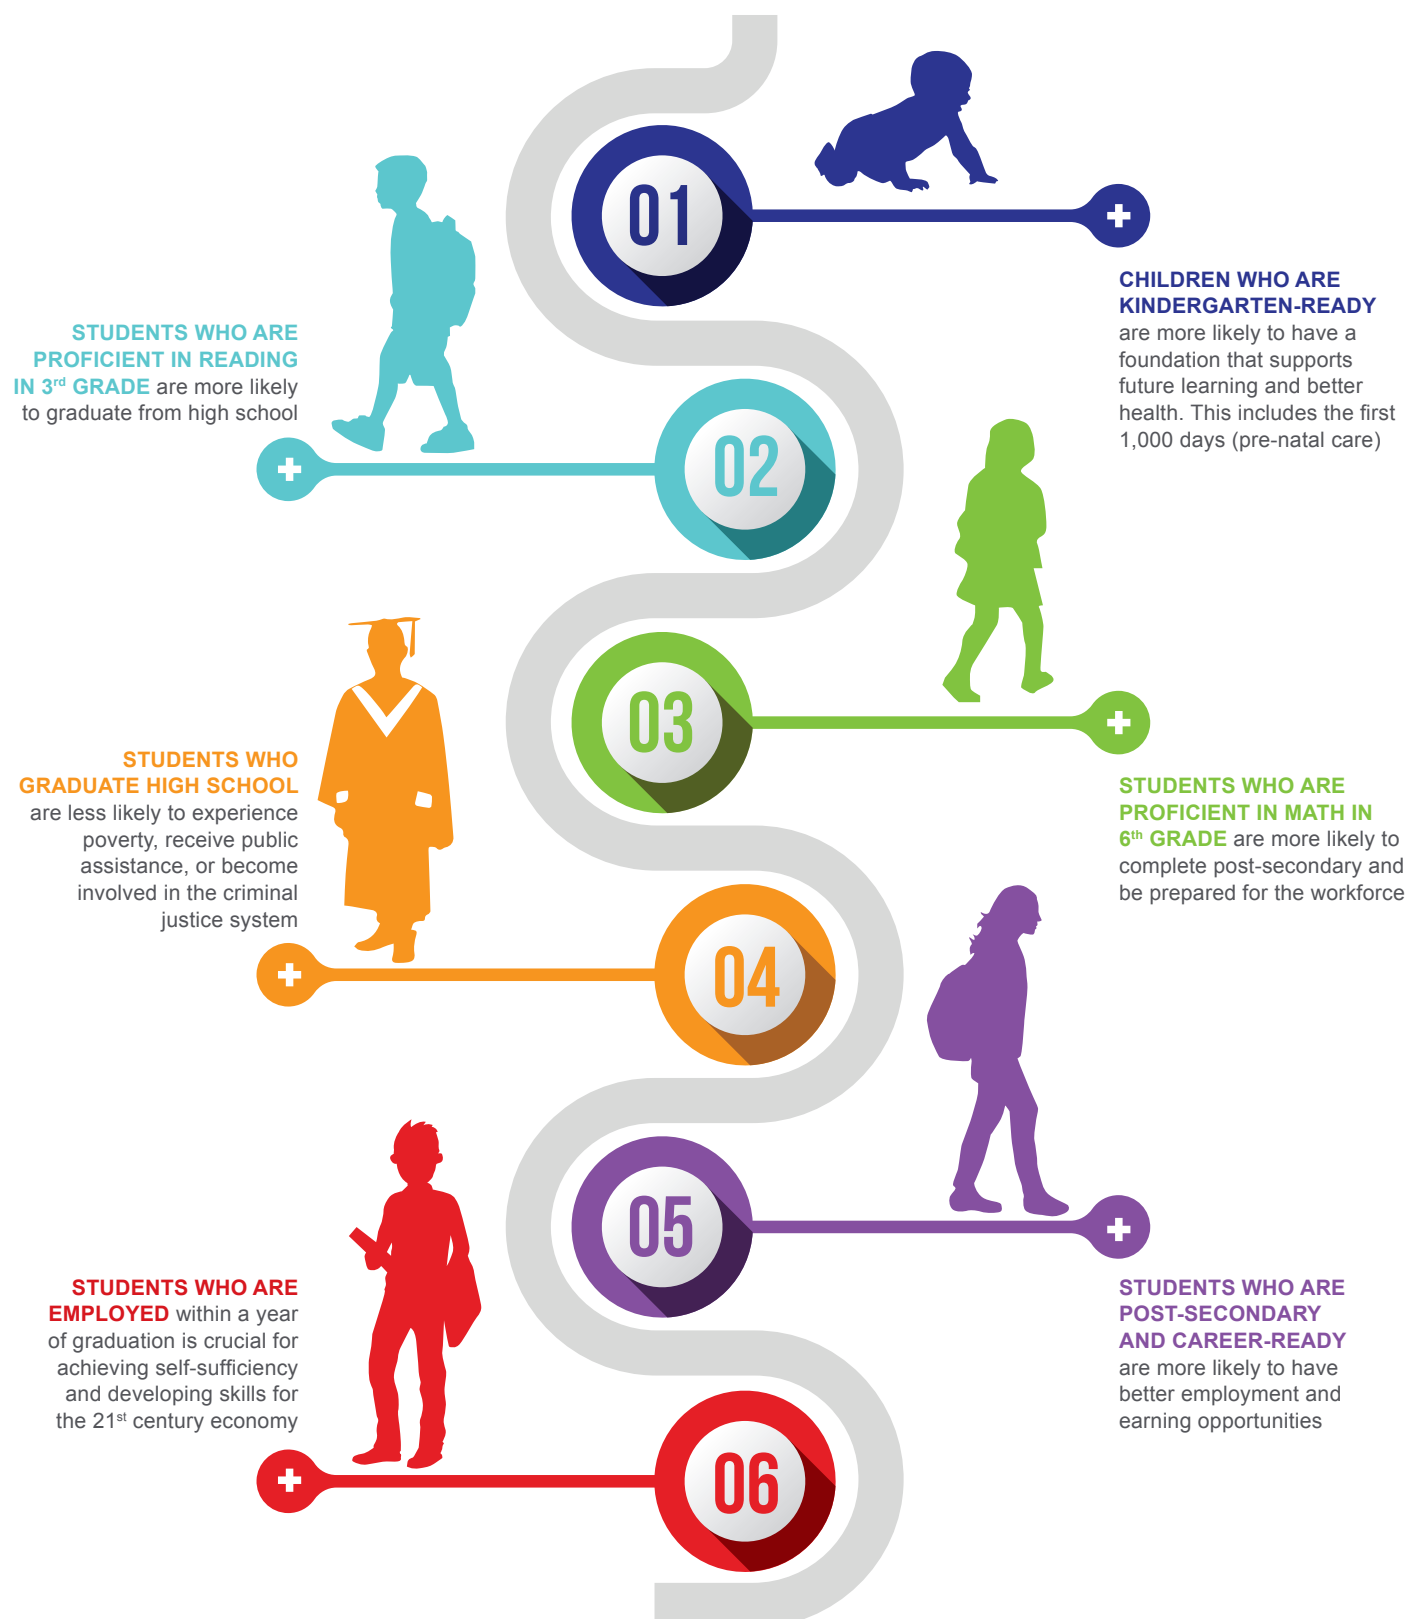 01
CHILDREN WHO ARE
KINDERGARTEN-READY
are more likely to have a
foundation that supports
future learning and better
health. This includes the first
1,000 days (pre-natal care)
STUDENTS WHO ARE
PROFICIENT IN READING
IN 3rd GRADE are more likely
to graduate from high school
02
03
STUDENTS WHO ARE
PROFICIENT IN MATH IN
6th GRADE are more likely to
complete post-secondary and
be prepared for the workforce
STUDENTS WHO
GRADUATE HIGH SCHOOL
are less likely to experience
poverty, receive public
assistance, or become
involved in the criminal
justice system
04
05
STUDENTS WHO ARE
POST-SECONDARY
AND CAREER-READY
are more likely to have
better employment and
earning opportunities
STUDENTS WHO ARE
EMPLOYED within a year
of graduation is crucial for
achieving self-sufficiency
and developing skills for
the 21st century economy
06